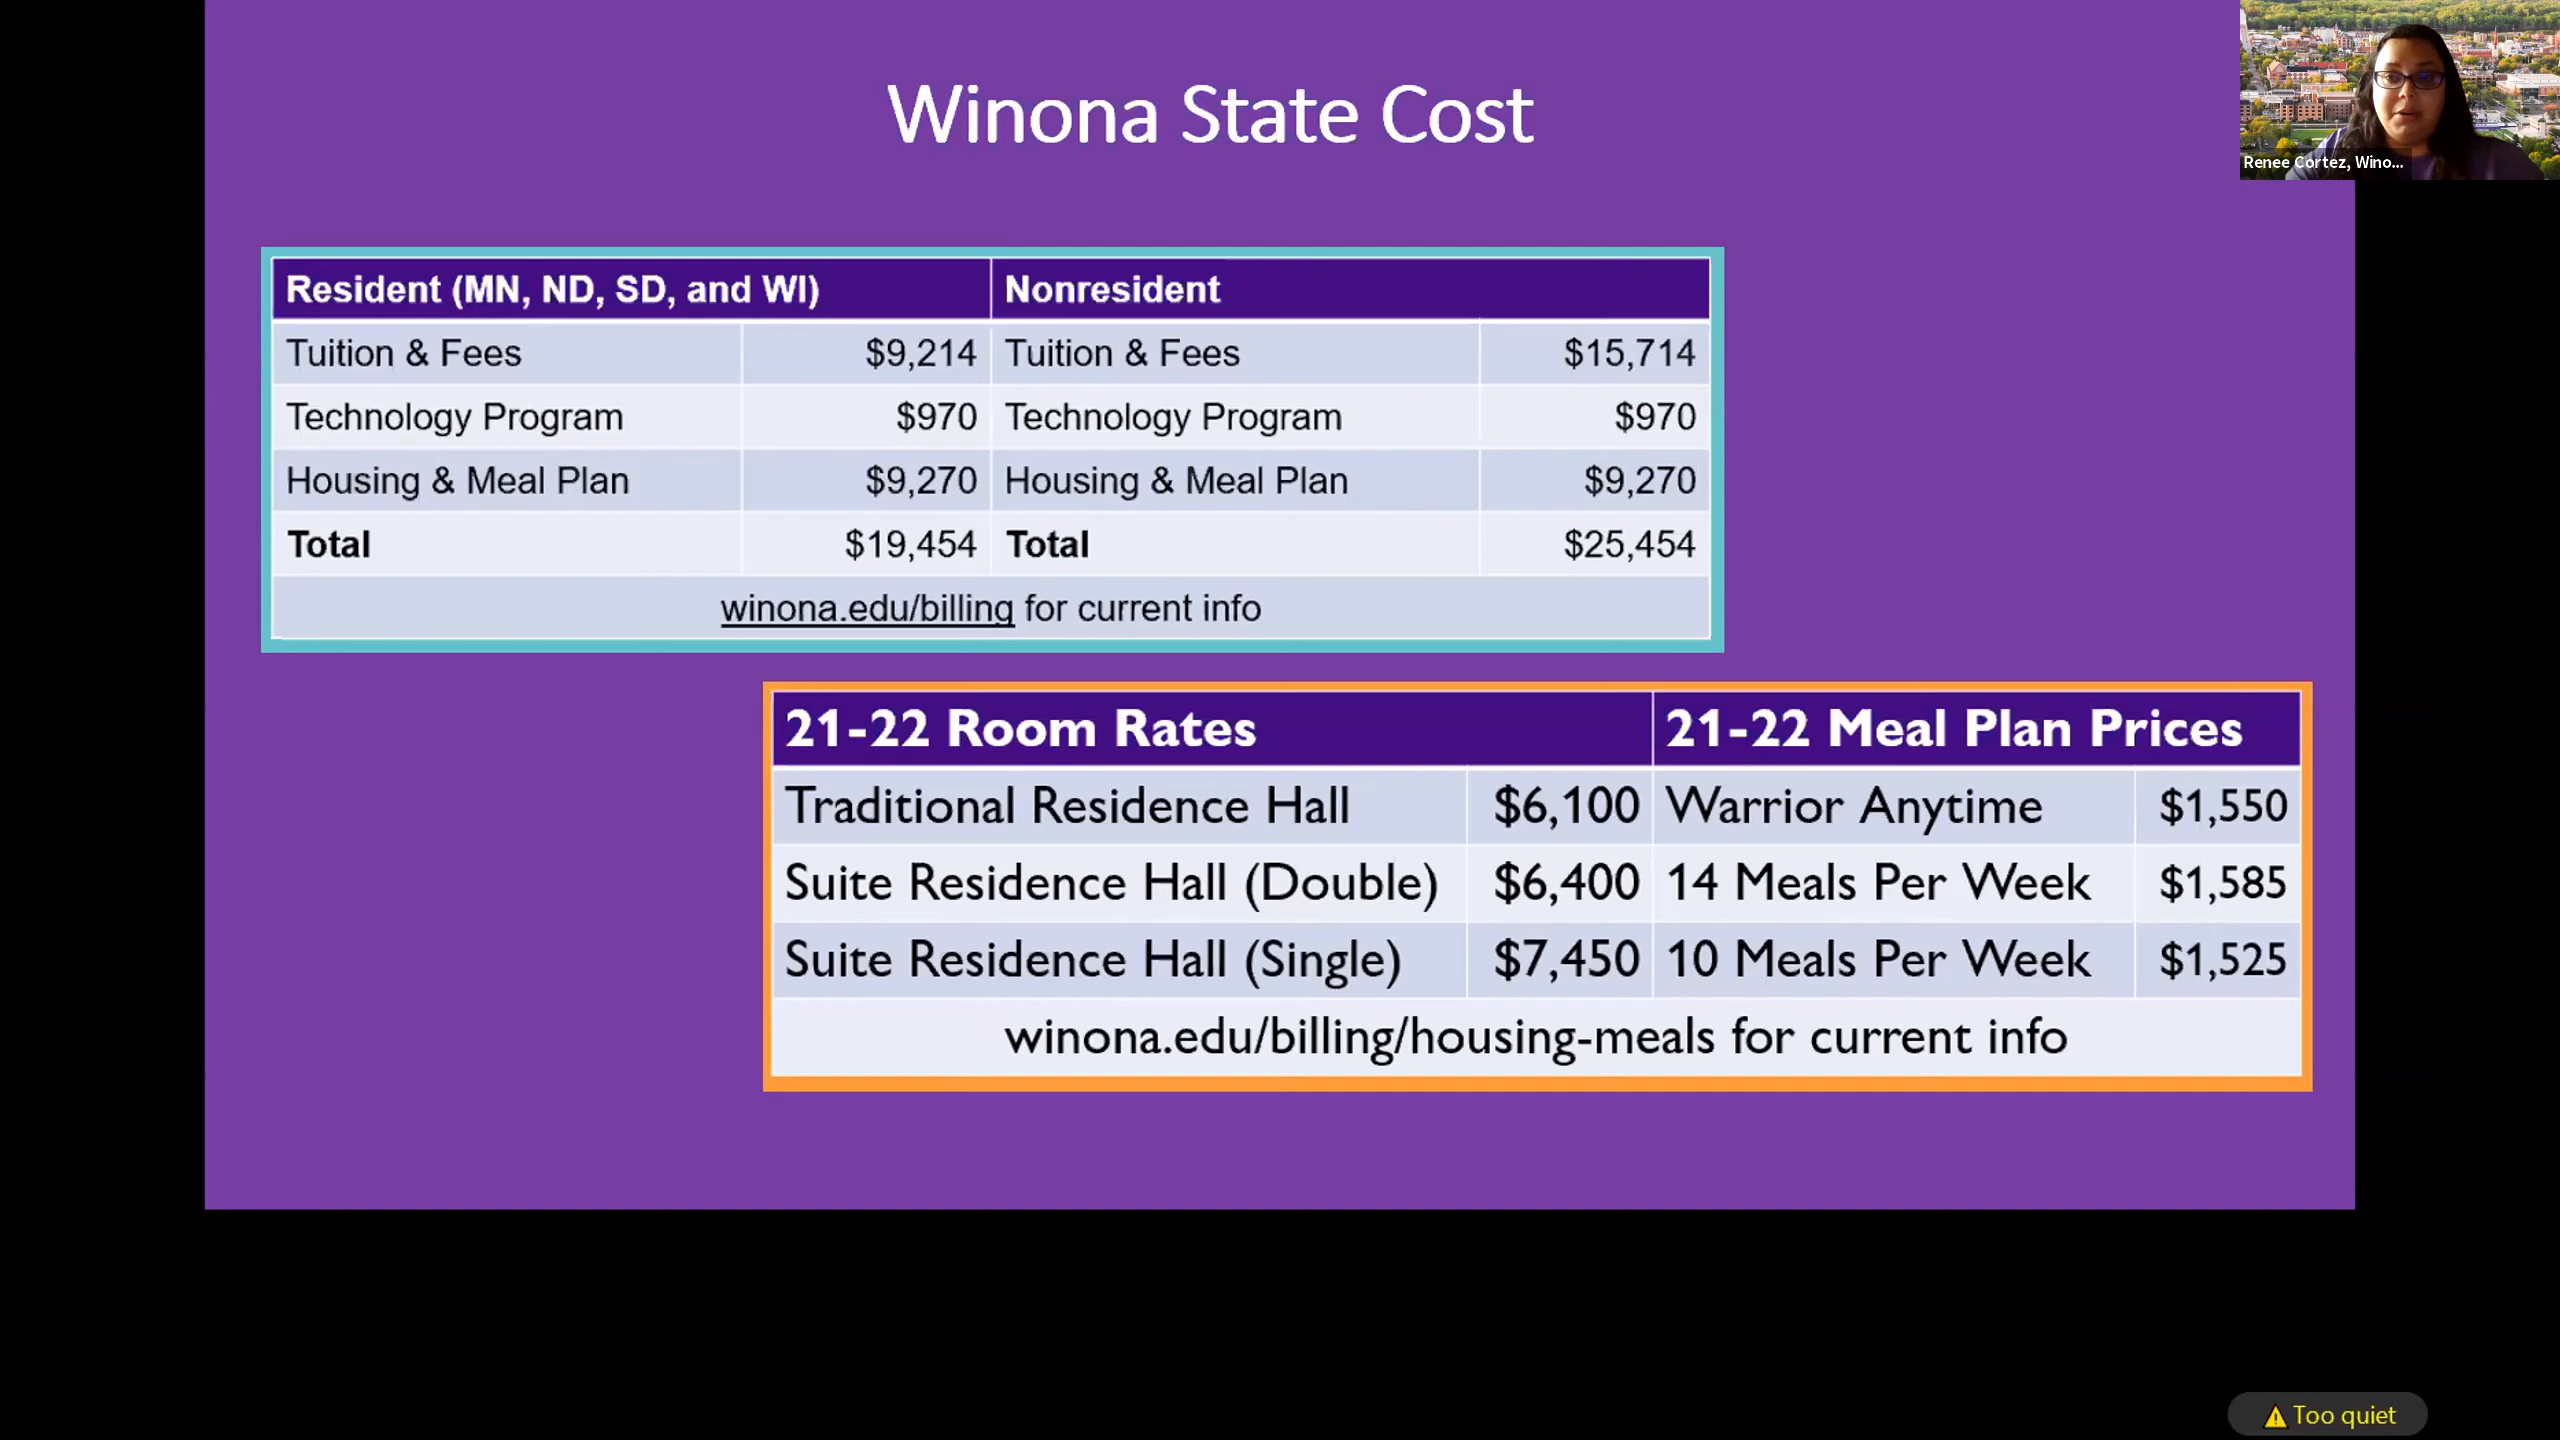 Winona State Cost
Renee Cortez, Wino...
Resident (MN, ND, SD, and WI) Nonresident
Tuition & Fees $9,214 Tuition & Fees $15,714
Technology Program $970 Technology Program $970
Housing & Meal Plan $9,270 Housing & Meal Plan $9,270
Total $19,454 Total $25,454
winona.edu/billing for current info
21-22 Room Rates 21-22 Meal Plan Prices
Traditional Residence Hall $6,100 Warrior Anytime $1,550
Suite Residence Hall (Double) $6,400 14 Meals Per Week $1,585
Suite Residence Hall (Single) $7,450 10 Meals Per Week $1,525
winona.edu/billing/housing-meals for current info
Too quiet